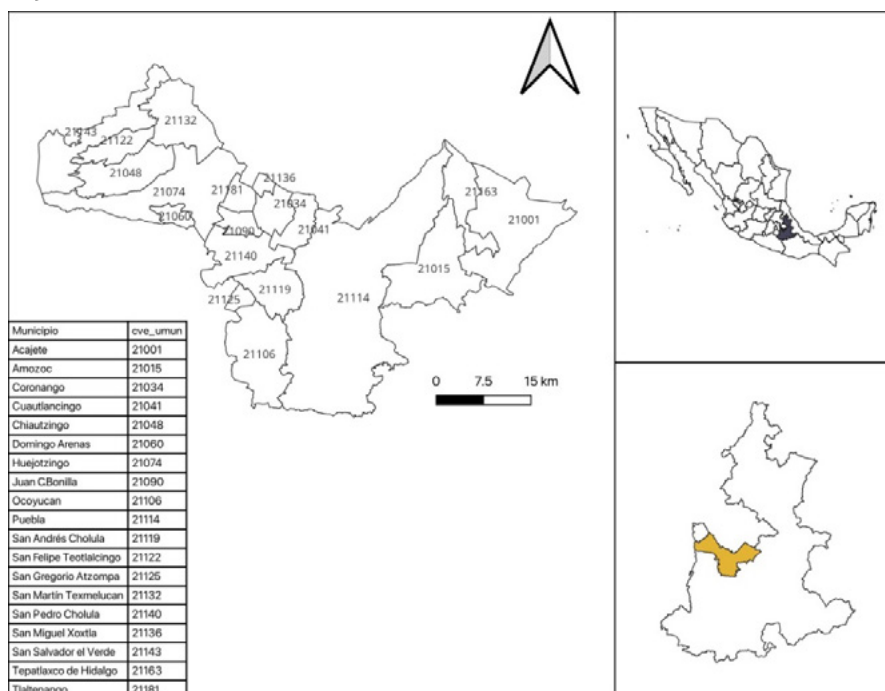 21132
21143
21122
21048
21136
21074
21181
21034
21163
21060
21001
21090
21041
21140
21015
21125
21119
21114
21106
0 7.5 15 km
Municipio cve_umun
Acajete 21001
Amozoc 21015
Coronango 21034
Cuautlancingo 21041
Chiautzingo 21048
Domingo Arenas 21060
Huejotzingo 21074
Juan C.Bonilla 21090
Ocoyucan 21106
Puebla 21114
San Andrés Cholula 21119
San Felipe Teotlalcingo 21122
San Gregorio Atzompa 21125
San Martín Texmelucan 21132
San Pedro Cholula 21140
San Miguel Xoxtla 21136
San Salvador el Verde 21143
Tepatlaxco de Hidalgo 21163
Tlaltenango 21181